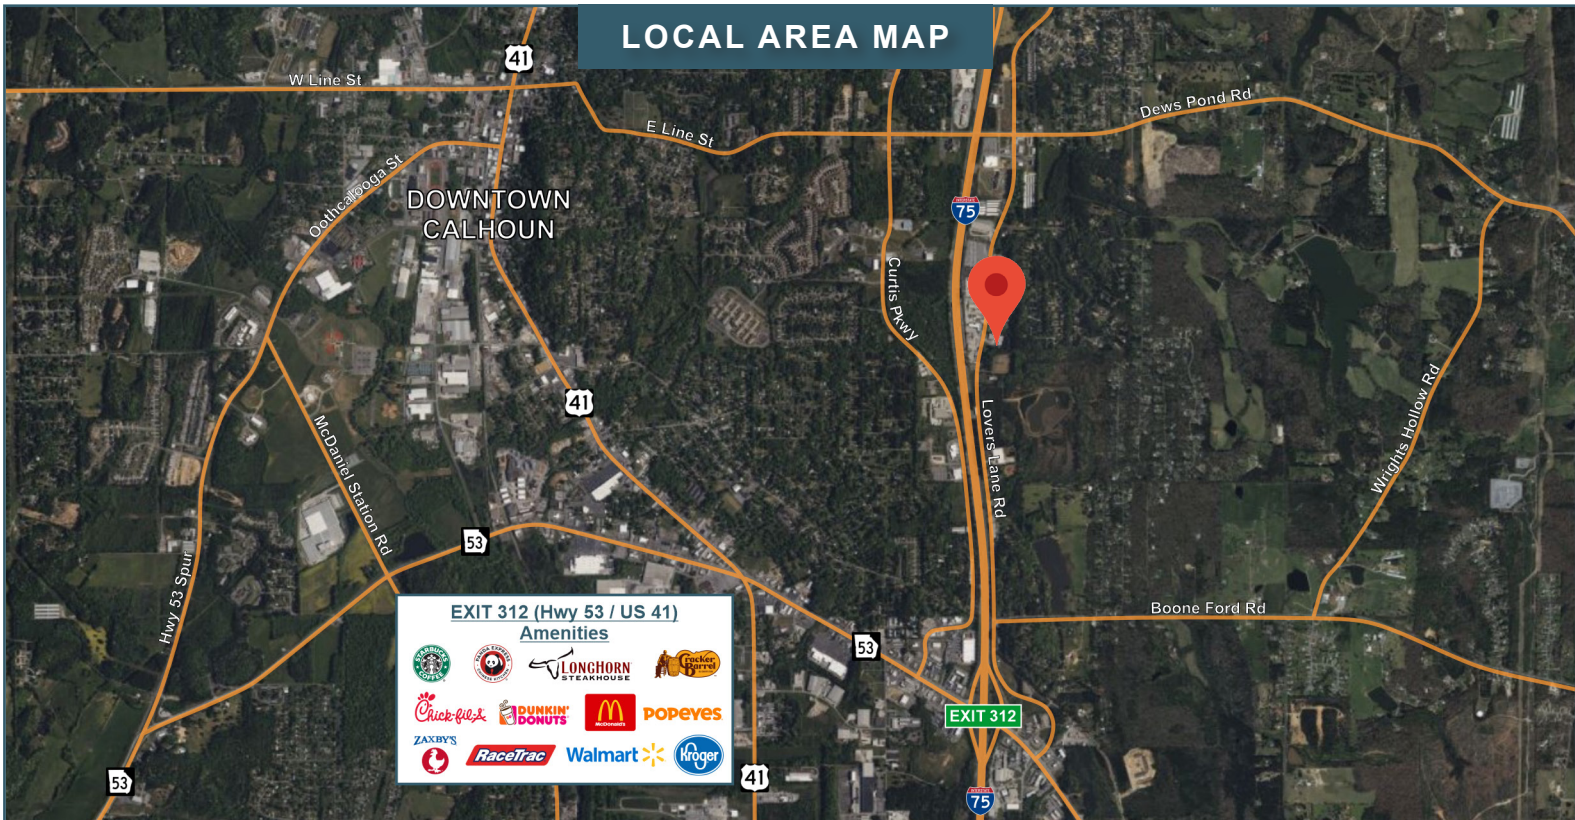 LOCAL AREA MAP
41
W Line St
E Line St
Dews Pond Rd
Oothcalooga St
DOWNTOWN
CALHOUN
75
Curtis Pkwy
41
Lovers Lane Rd
Wrights Hollow Rd
McDaniel Station Rd
53
Hwy 53 Spur
Boone Ford Rd
53
EXIT 312 (Hwy 53 / US 41)
Amenities
STARBUCKS COFFEE
PANDA EXPRESS
CHINESE KITCHEN
LONGHORN
STEAKHOUSE
Cracker Barrel
Chick-fil-A
DUNKIN' DONUTS
McDonald's
POPEYES
ZAXBY'S
RaceTrac
Walmart
Kroger
EXIT 312
53
41
75